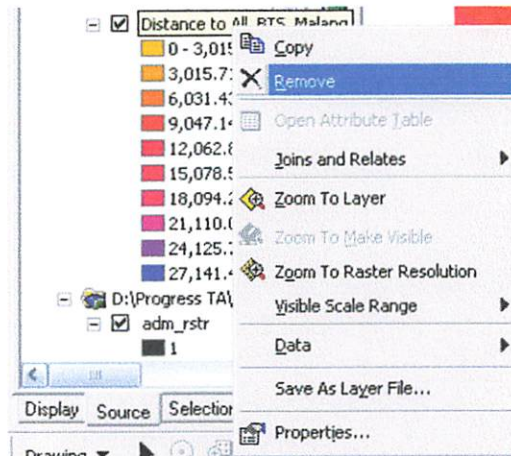 Distance to All_BTS_Malang
0 - 3,015
3,015.71
6,031.43
9,047.14
12,062.8
15,078.5
18,094.2
21,110.0
24,125.7
27,141.4
D:\Progress TA\
adm_rstr
1
Display Source Selection
Drawing
Copy
Remove
Open Attribute Table
Joins and Relates
Zoom To Layer
Zoom To Make Visible
Zoom To Raster Resolution
Visible Scale Range
Data
Save As Layer File...
Properties...